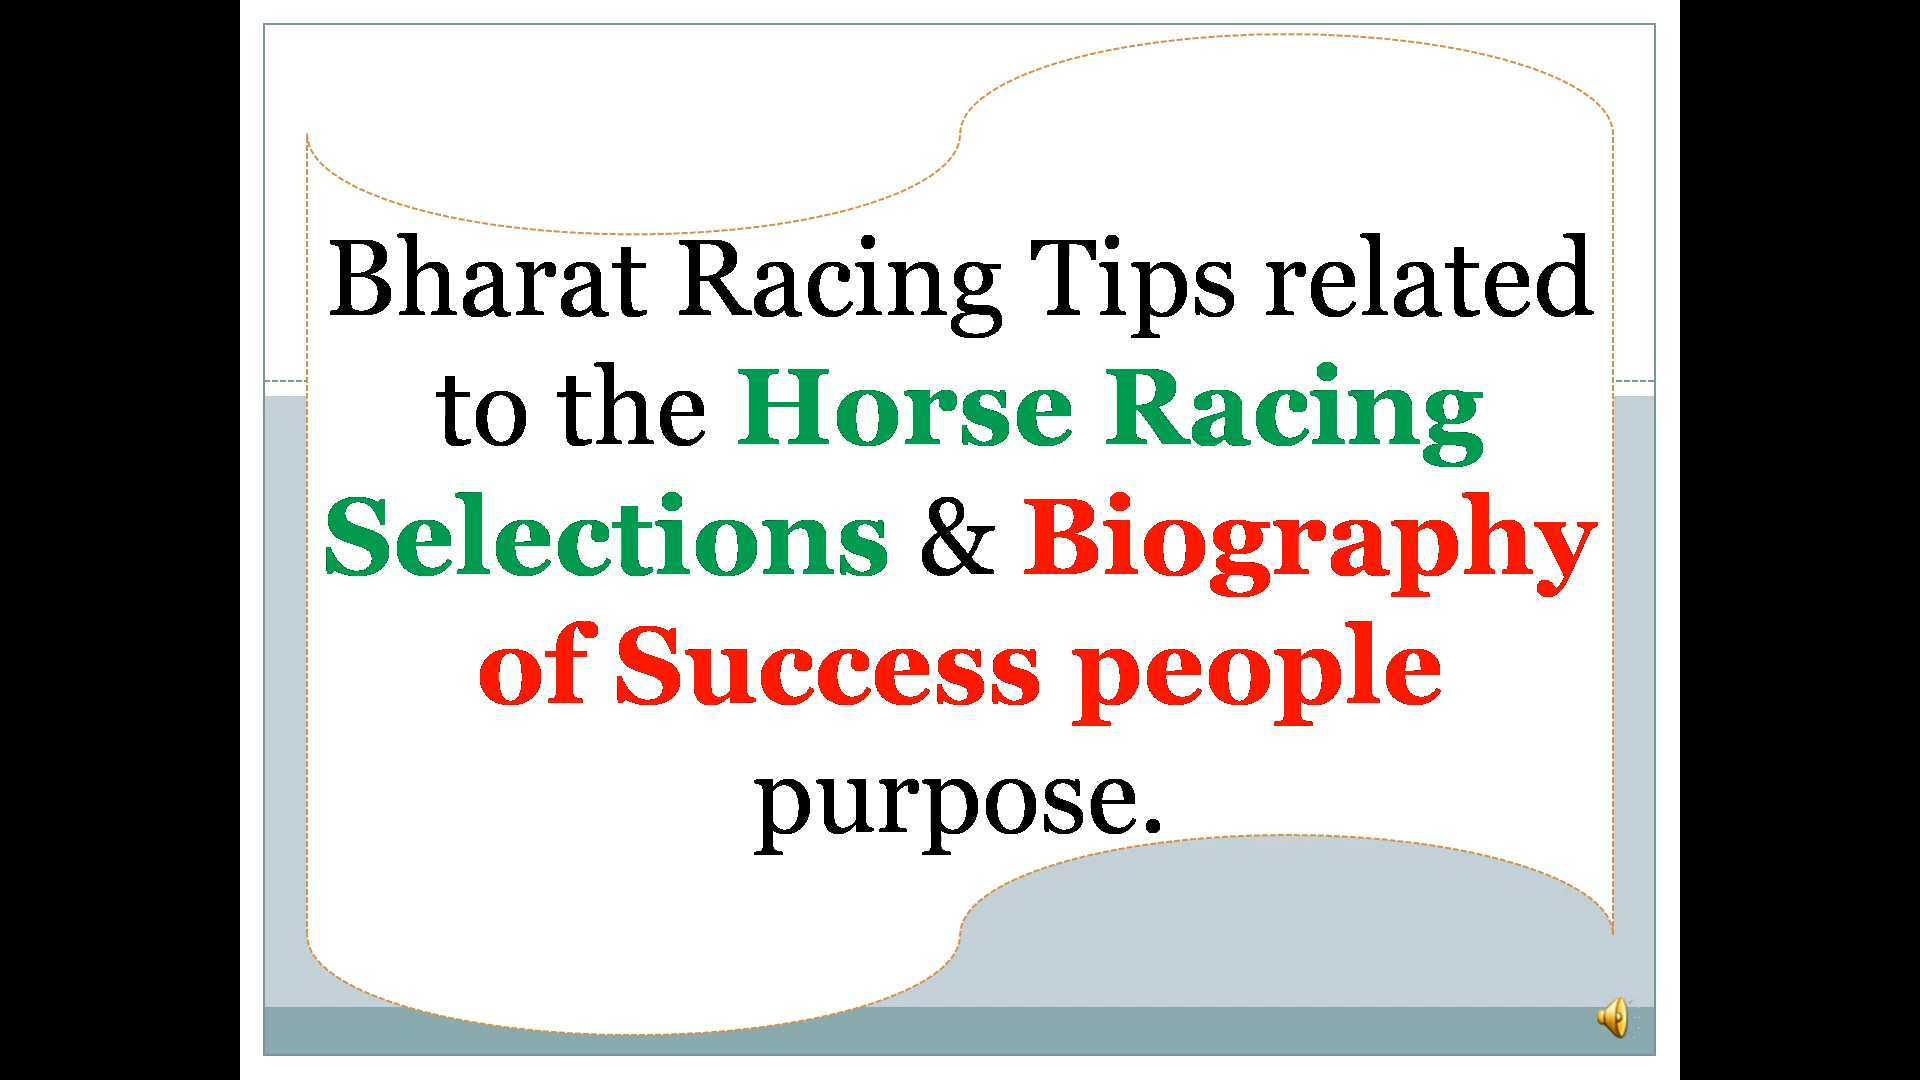 Bharat Racing Tips related
to the Horse Racing
Selections & Biography
of Success people
purpose.